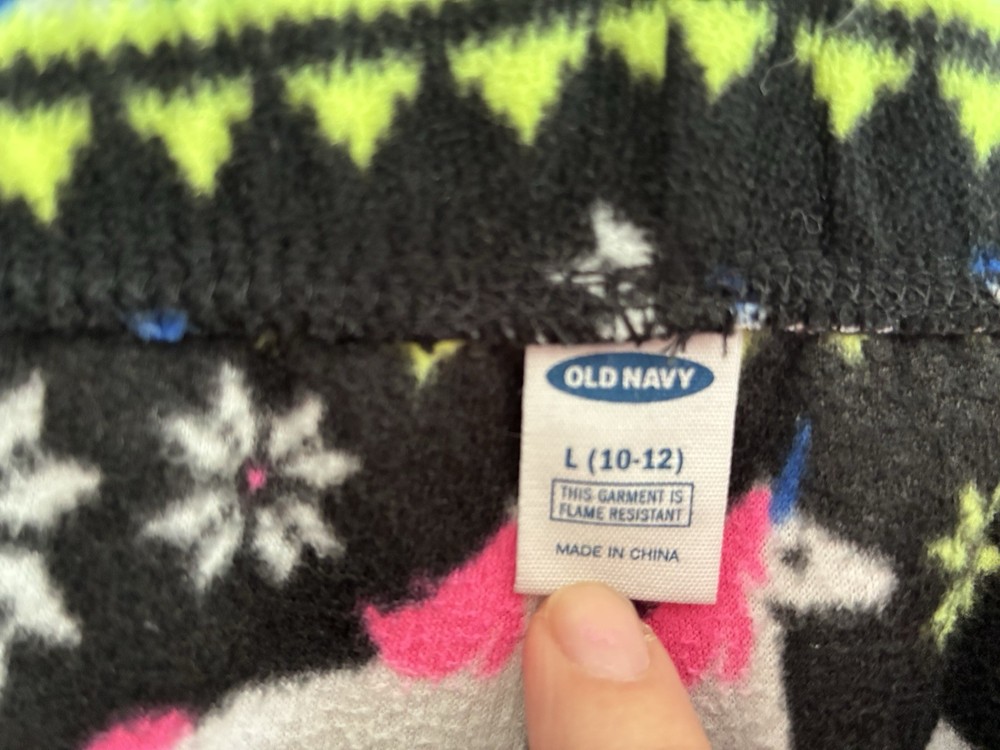 OLD NAVY
L (10-12)
THIS GARMENT IS
FLAME RESISTANT
MADE IN CHINA